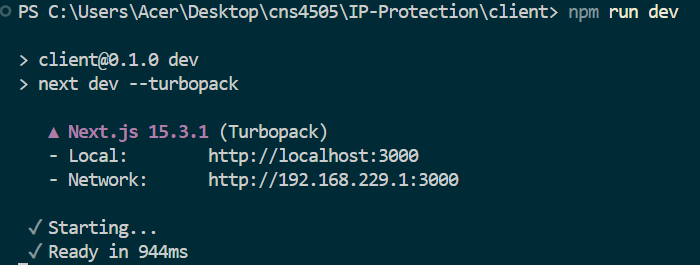 PS C:\Users\Acer\Desktop\cns4505\IP-Protection\client> npm run dev
> client@0.1.0 dev
> next dev --turbopack
▲ Next.js 15.3.1 (Turbopack)
- Local: http://localhost:3000
- Network: http://192.168.229.1:3000
✓ Starting...
✓ Ready in 944ms